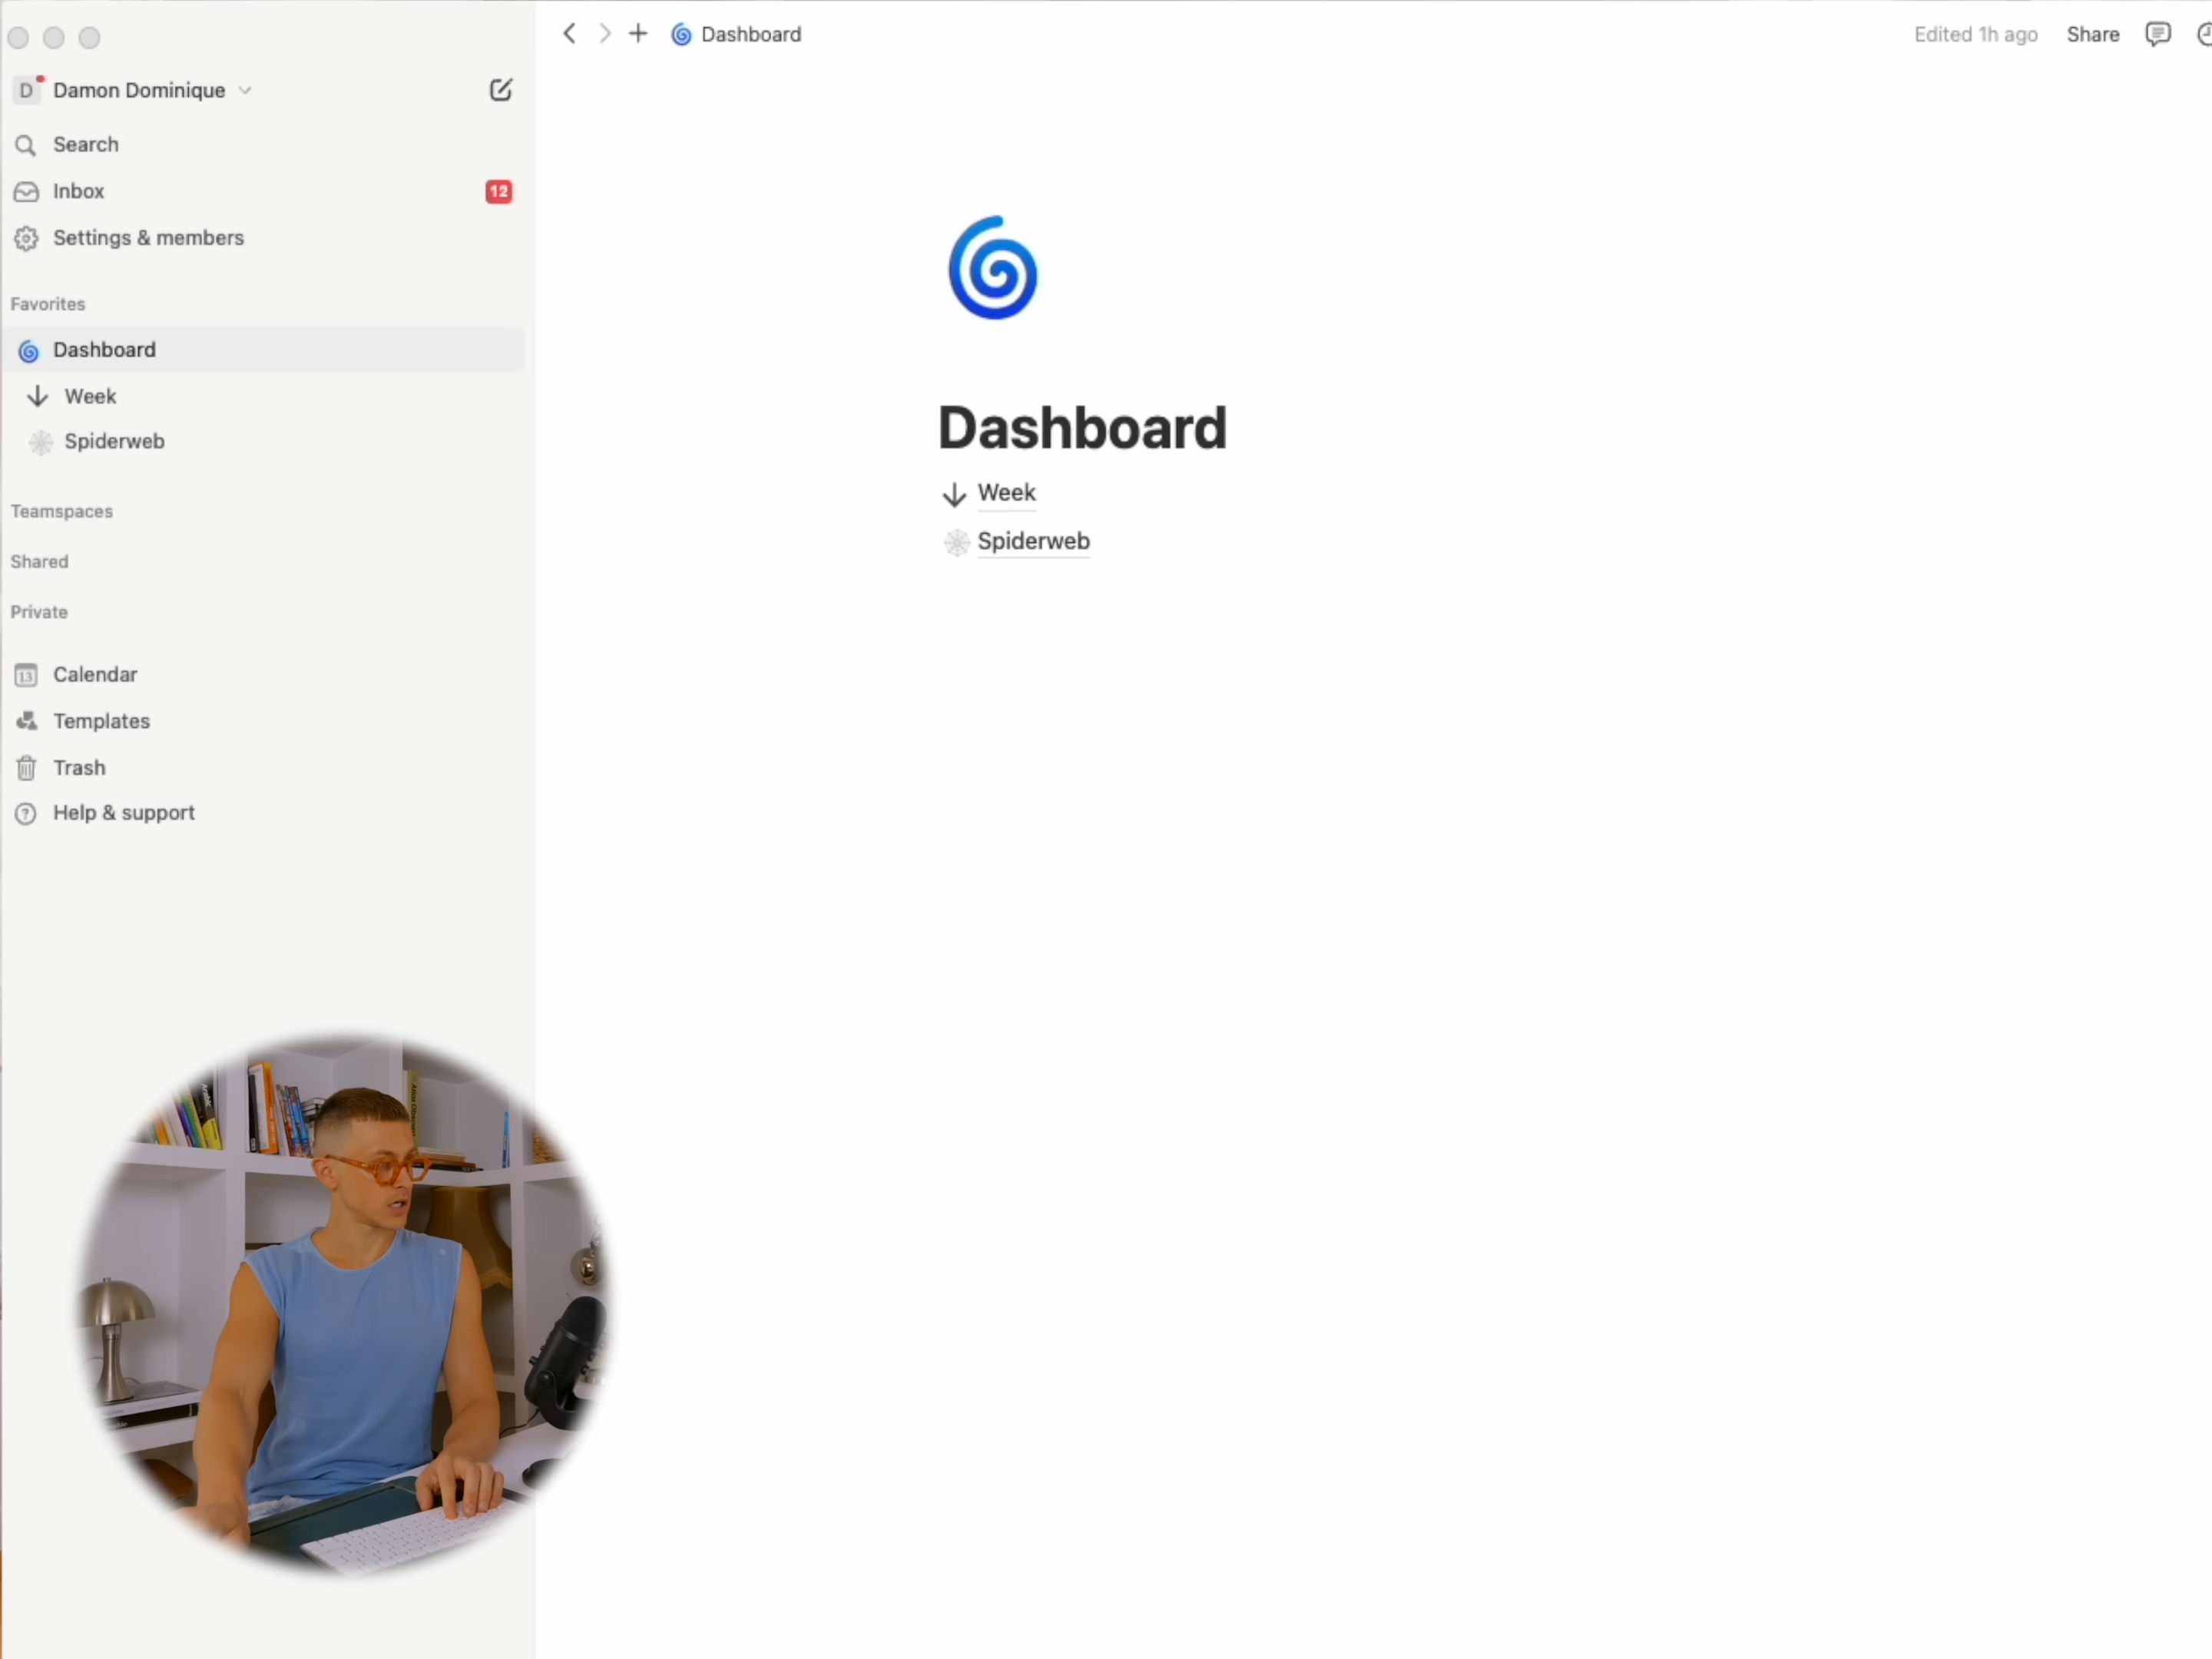 Dashboard
Edited 1h ago
Share
D
Damon Dominique
Search
Inbox
12
Settings & members
Favorites
Dashboard
Week
Spiderweb
Teamspaces
Shared
Private
13
Calendar
Templates
Trash
?
Help & support
Dashboard
Week
Spiderweb